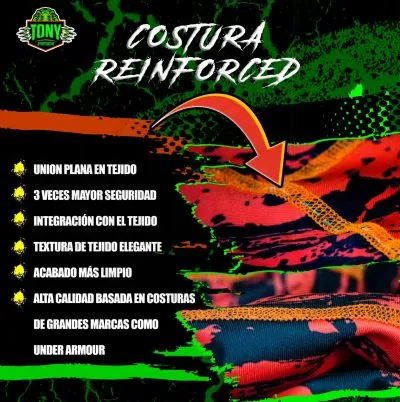 TONY
COSTURA
REINFORCED
UNION PLANA EN TEJIDO
3 VECES MAYOR SEGURIDAD
INTEGRACIÓN CON EL TEJIDO
TEXTURA DE TEJIDO ELEGANTE
ACABADO MÁS LIMPIO
ALTA CALIDAD BASADA EN COSTURAS
DE GRANDES MARCAS COMO
UNDER ARMOUR